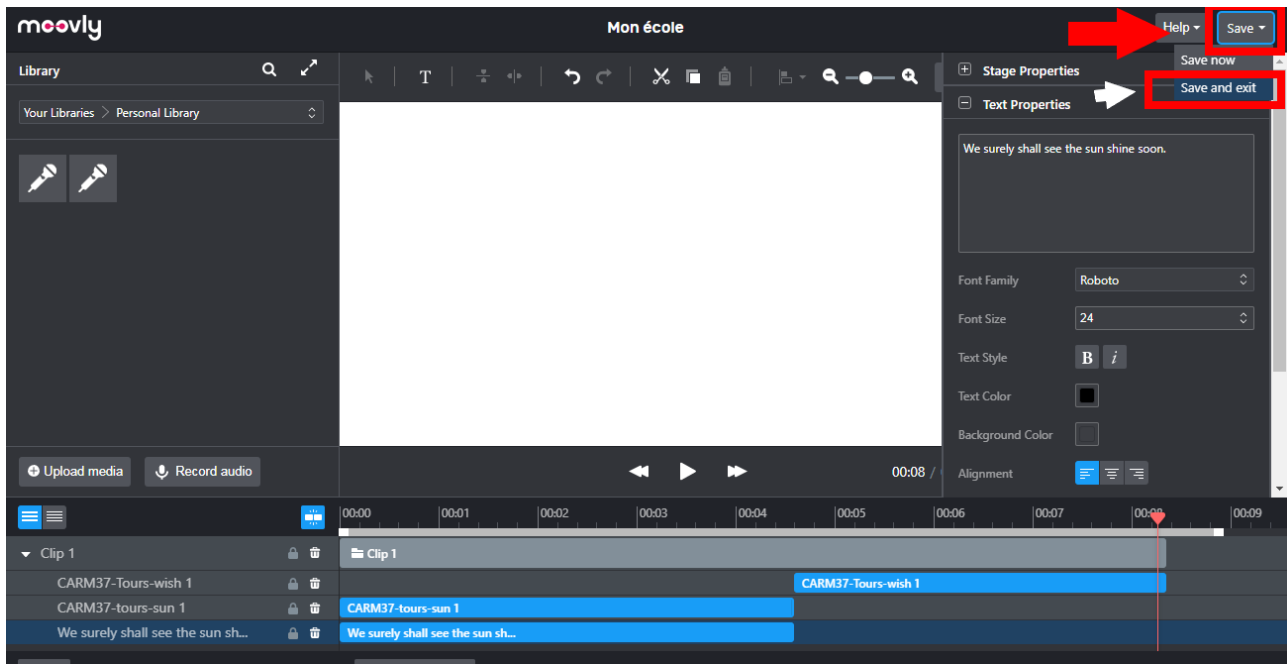 moovly
Mon école
Help
Save
Library
Your Libraries > Personal Library
T
Stage Properties
Text Properties
Save now
Save and exit
We surely shall see the sun shine soon.
Font Family
Roboto
Font Size
24
Text Style
B i
Text Color
Background Color
Alignment
Upload media
Record audio
00:08 /
00:00 00:01 00:02 00:03 00:04 00:05 00:06 00:07 00:08 00:09
Clip 1
Clip 1
CARM37-Tours-wish 1
CARM37-Tours-wish 1
CARM37-tours-sun 1
CARM37-tours-sun 1
We surely shall see the sun sh...
We surely shall see the sun sh...